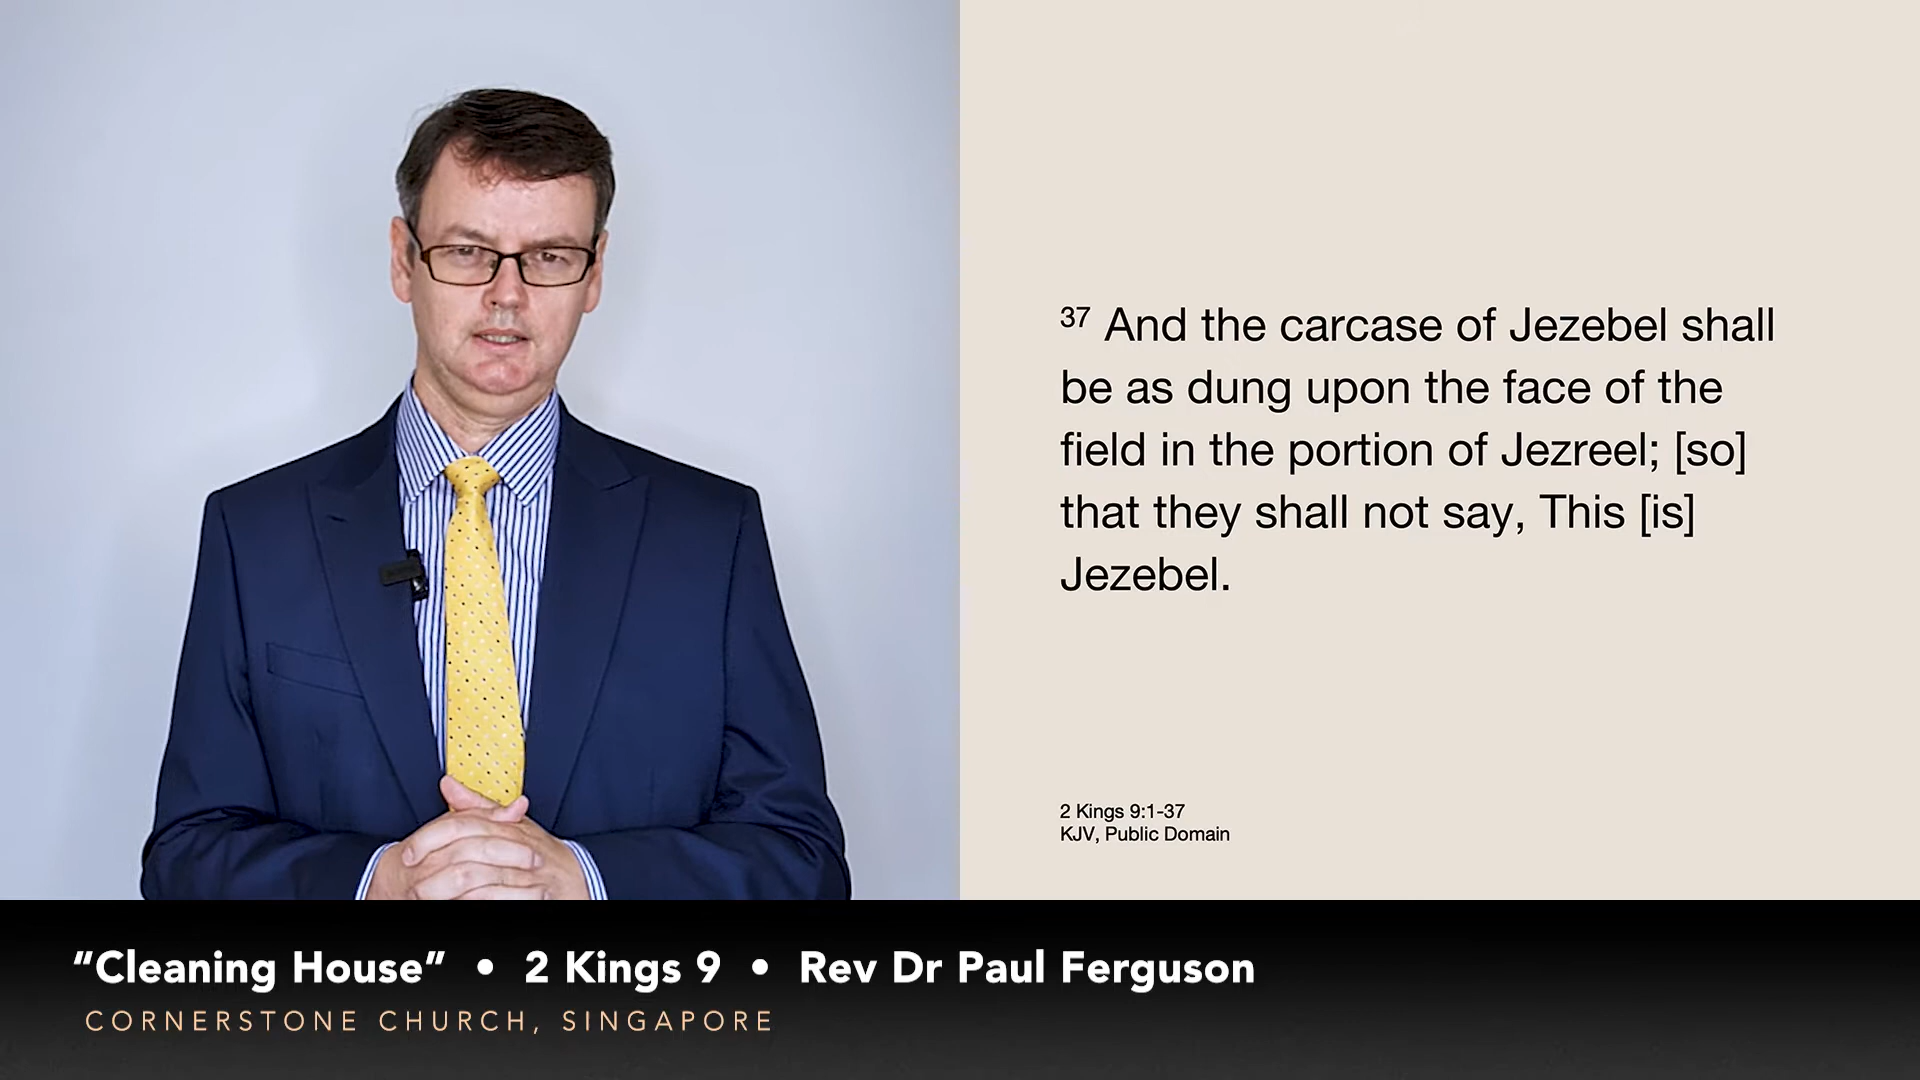 37 And the carcase of Jezebel shall
be as dung upon the face of the
field in the portion of Jezreel; [so]
that they shall not say, This [is]
Jezebel.
2 Kings 9:1-37
KJV, Public Domain
"Cleaning House" • 2 Kings 9 • Rev Dr Paul Ferguson
CORNERSTONE CHURCH, SINGAPORE